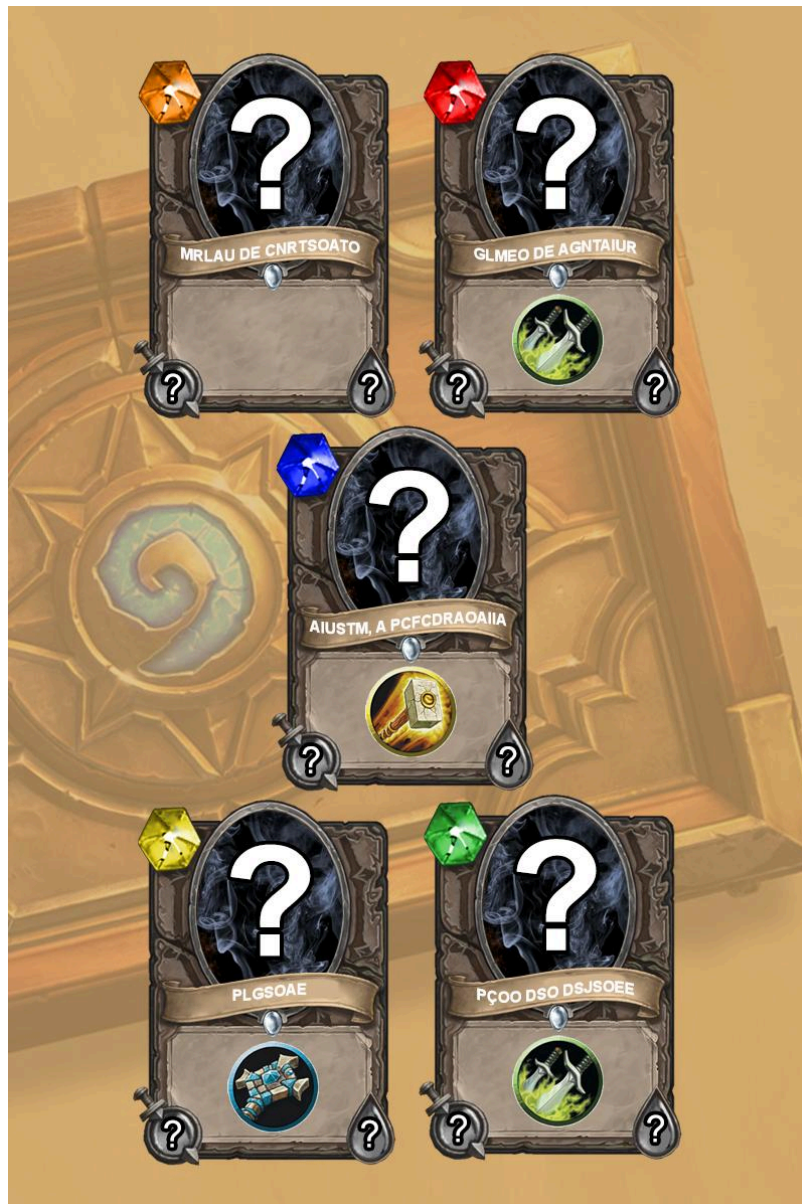 ?
MRLAU DE CNRTSOATO
? ?
?
GLMEO DE AGNTAIUR
? ?
?
AIUSTM, A PCFCDRAOAIIA
? ?
?
PLGSOAE
? ?
?
PÇOO DSO DSJSOEE
? ?